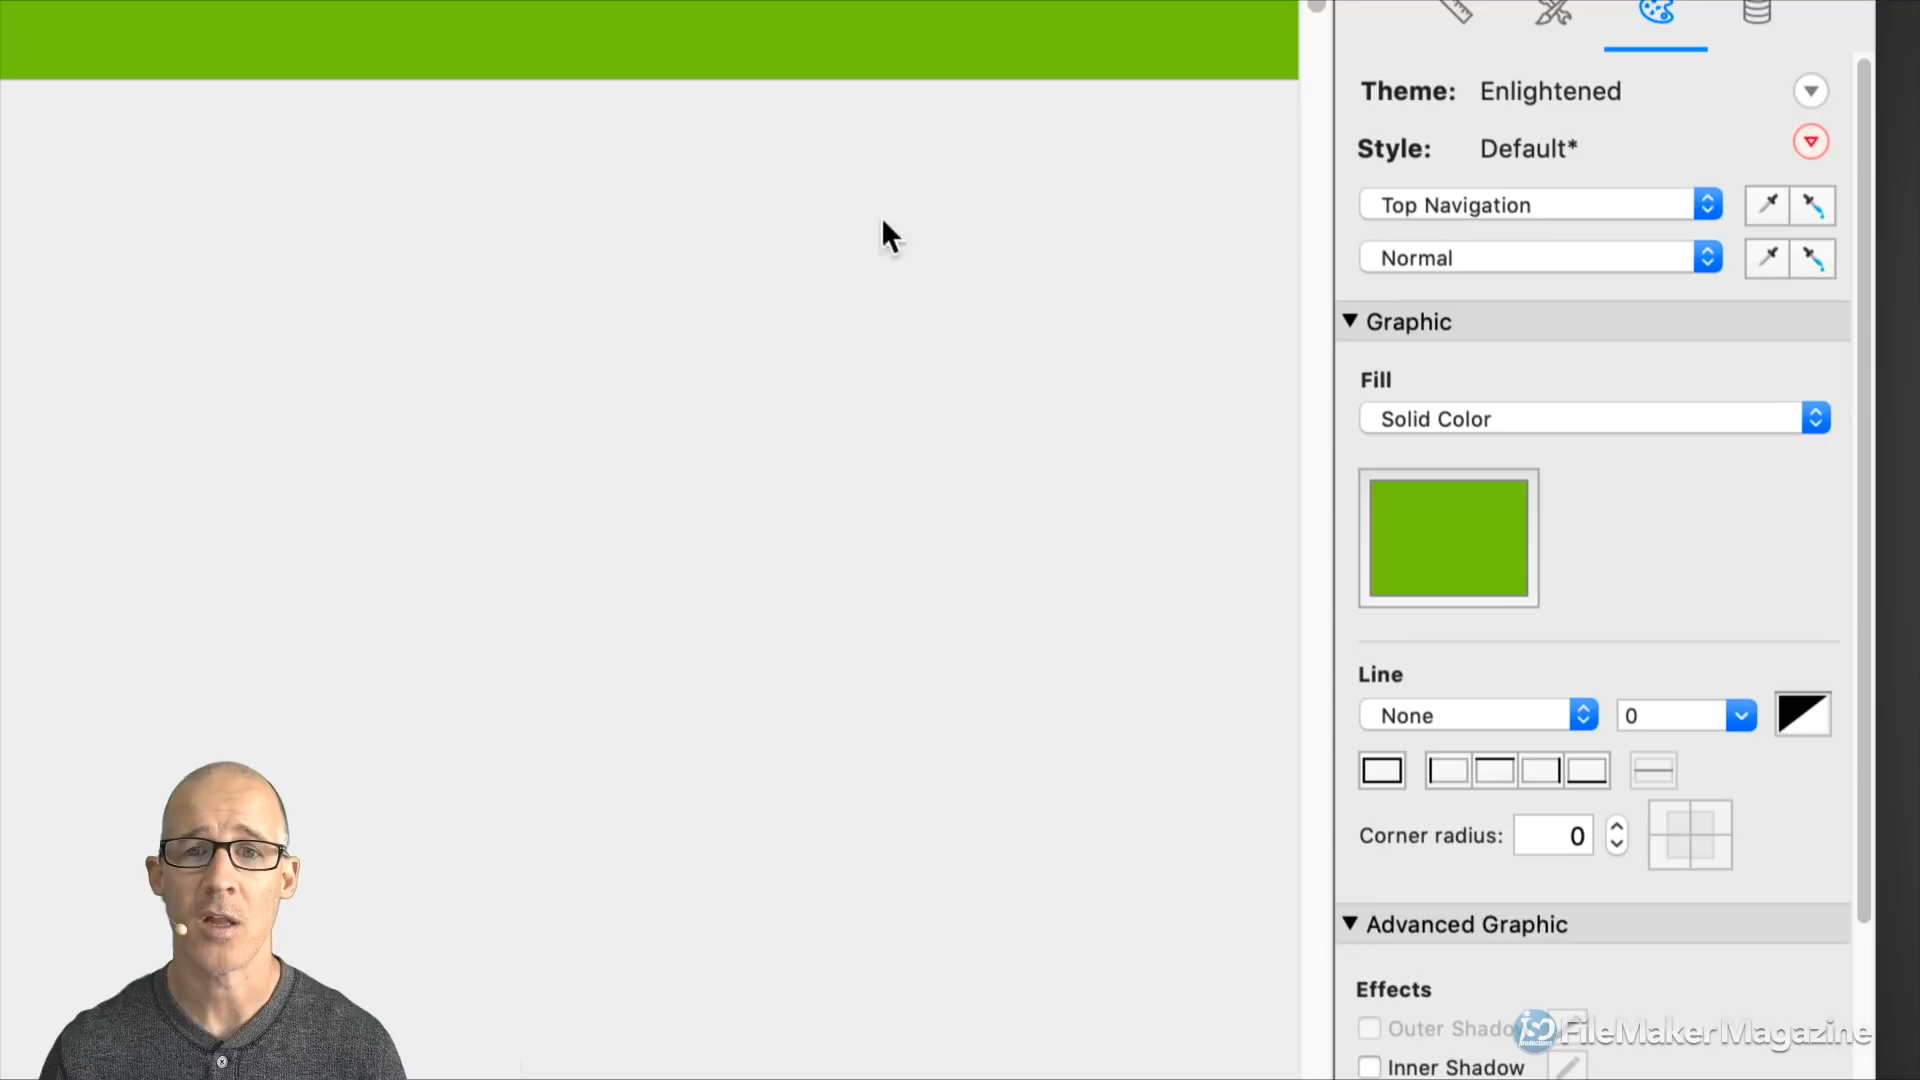 Theme: Enlightened
Style: Default*
Top Navigation
Normal
Graphic
Fill
Solid Color
Line
None 0
Corner radius: 0
Advanced Graphic
Effects
Outer Shadow
FileMakerMagazine
Inner Shadow